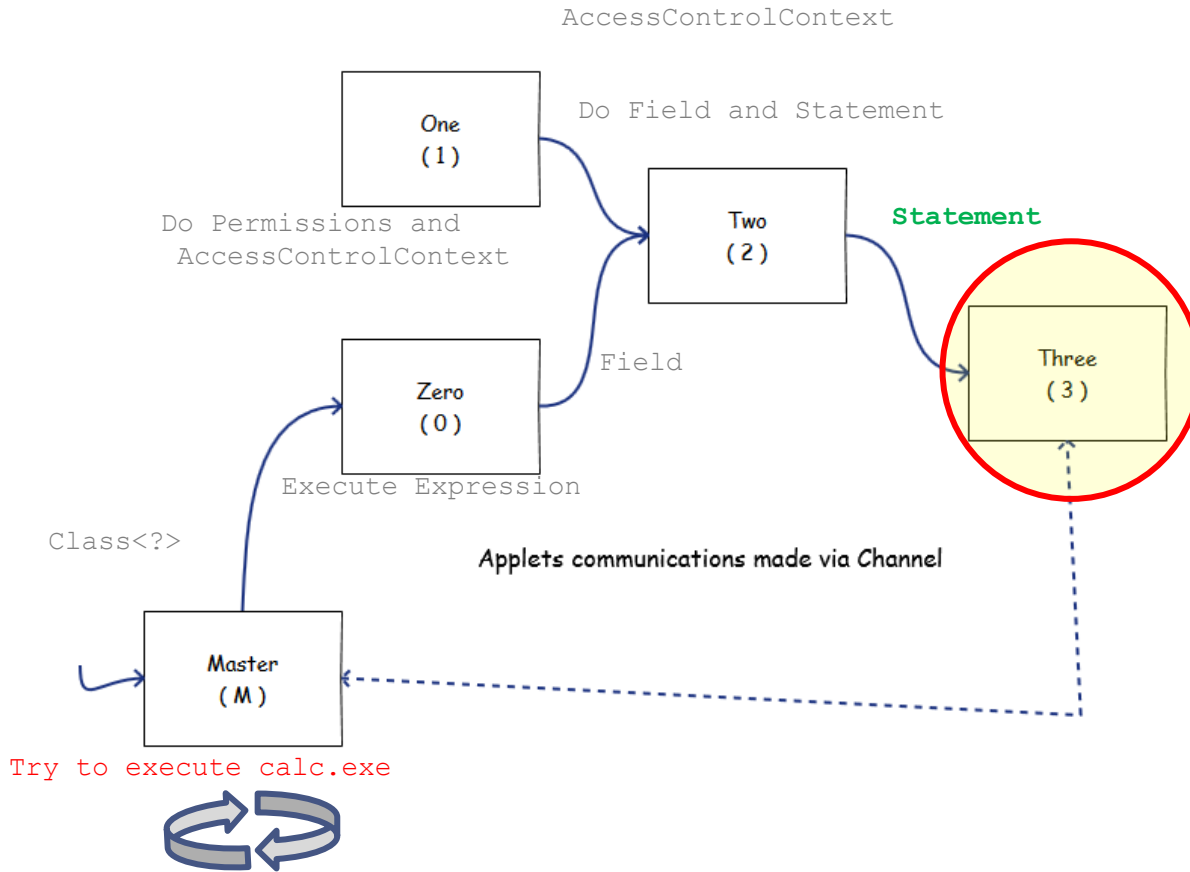 AccessControlContext
One
( 1 )
Do Field and Statement
Do Permissions and
AccessControlContext
Two
( 2 )
Statement
Three
( 3 )
Field
Zero
( 0 )
Execute Expression
Class<?>
Applets communications made via Channel
Master
( M )
Try to execute calc.exe